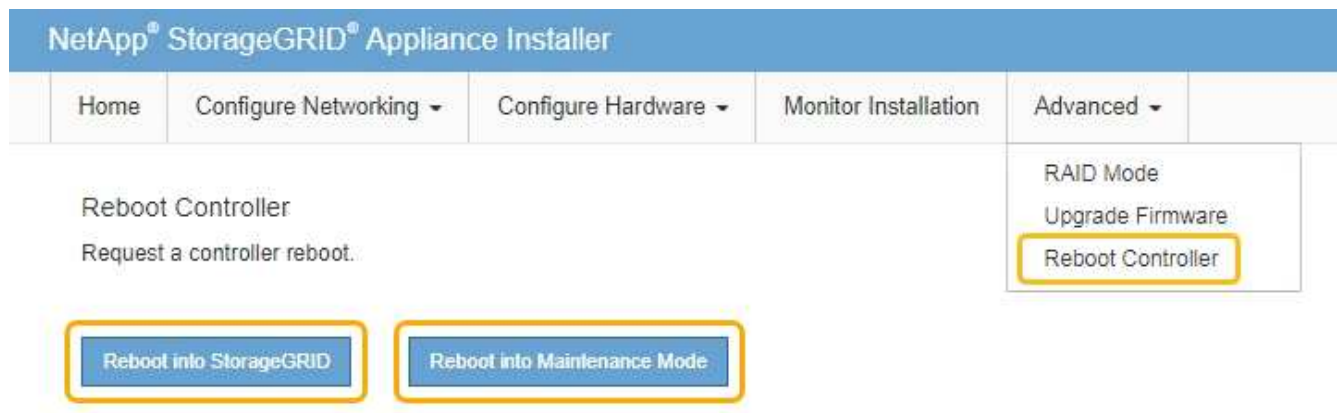 NetApp® StorageGRID® Appliance Installer
Home Configure Networking Configure Hardware Monitor Installation Advanced
RAID Mode
Upgrade Firmware
Reboot Controller
Reboot Controller
Request a controller reboot.
Reboot into StorageGRID Reboot into Maintenance Mode